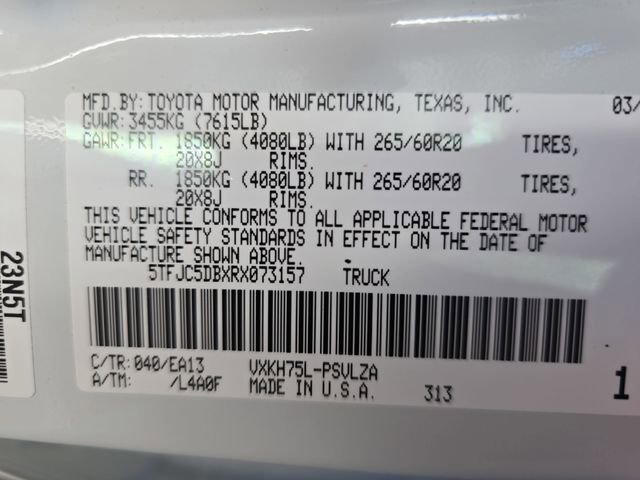 MFD.BY:TOYOTA MOTOR MANUFACTURING, TEXAS, INC. 03/
GVWR:3455KG (7615LB)
GAWR:FRT. 1850KG (4080LB) WITH 265/60R20 TIRES,
20X8J RIMS.
RR. 1850KG (4080LB) WITH 265/60R20 TIRES,
20X8J RIMS.
THIS VEHICLE CONFORMS TO ALL APPLICABLE FEDERAL MOTOR
VEHICLE SAFETY STANDARDS IN EFFECT ON THE DATE OF
MANUFACTURE SHOWN ABOVE.
5TFJC5DBXRX073157 TRUCK
C/TR:040/EA13 VXKH75L-PSVLZA
A/TM: /L4A0F MADE IN U.S.A. 313 1
23N5T